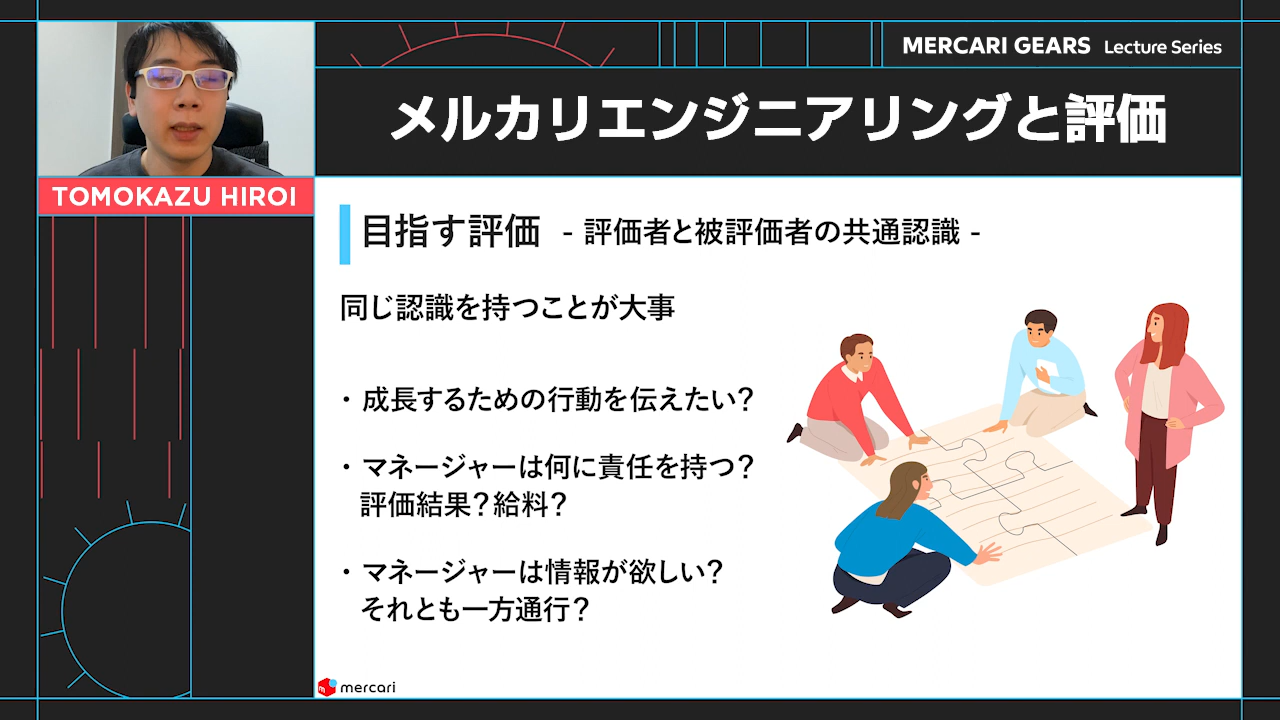 MERCARI GEARS Lecture Series
メルカリエンジニアリングと評価
TOMOKAZU HIROI
目指す評価 - 評価者と被評価者の共通認識 -
同じ認識を持つことが大事
・成長するための行動を伝えたい？
・マネージャーは何に責任を持つ？
評価結果？給料？
・マネージャーは情報が欲しい？
それとも一方通行？
mercari